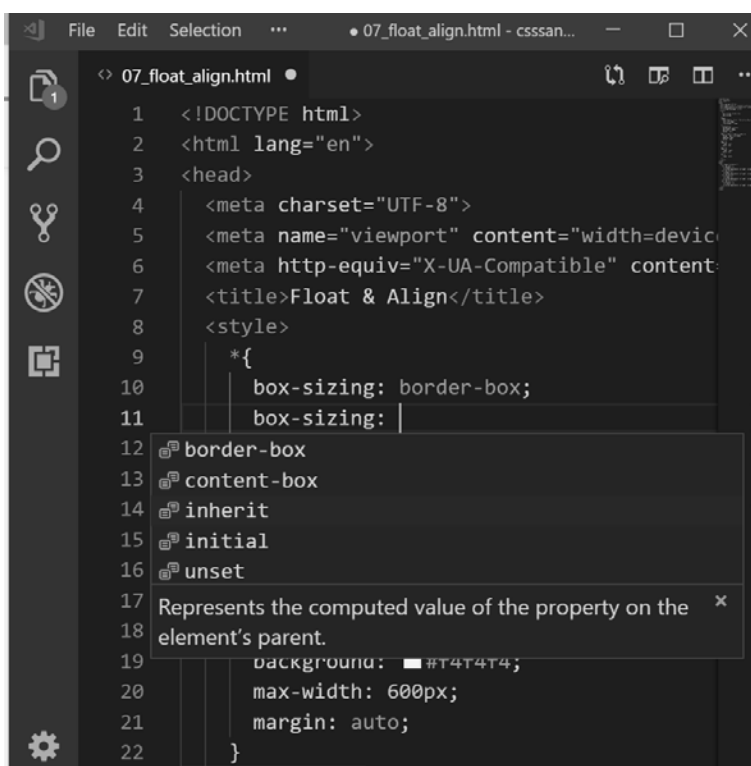 File Edit Selection ··· ● 07_float_align.html - csssan...
<> 07_float_align.html ●
1
1 <!DOCTYPE html>
2 <html lang="en">
3 <head>
4 <meta charset="UTF-8">
5 <meta name="viewport" content="width=devic
6 <meta http-equiv="X-UA-Compatible" content=
7 <title>Float & Align</title>
8 <style>
9 *{
10 box-sizing: border-box;
11 box-sizing:
12 border-box
13 content-box
14 inherit
15 initial
16 unset
17 Represents the computed value of the property on the ×
18 element's parent.
19 background: #f4f4f4;
20 max-width: 600px;
21 margin: auto;
22 }